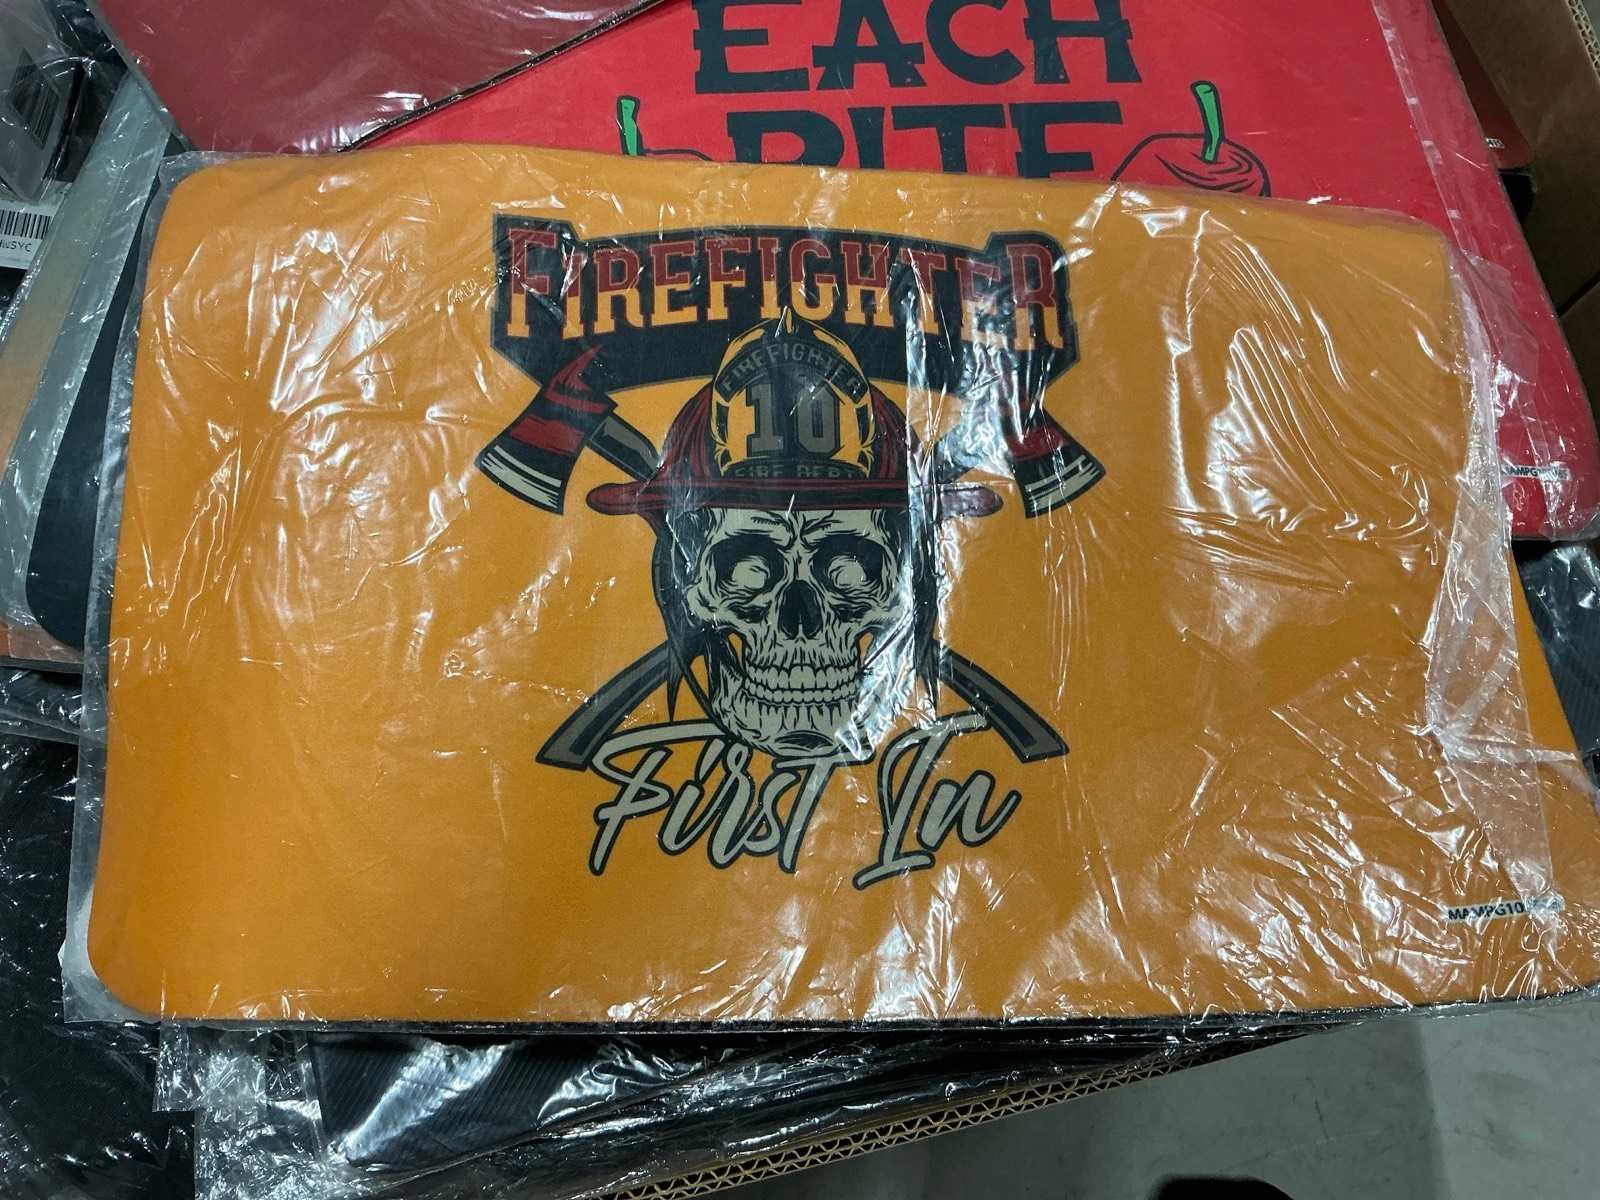 EACH
BITE
FIREFIGHTER
FIREFIGHTER
10
FIRE DEPT
First In